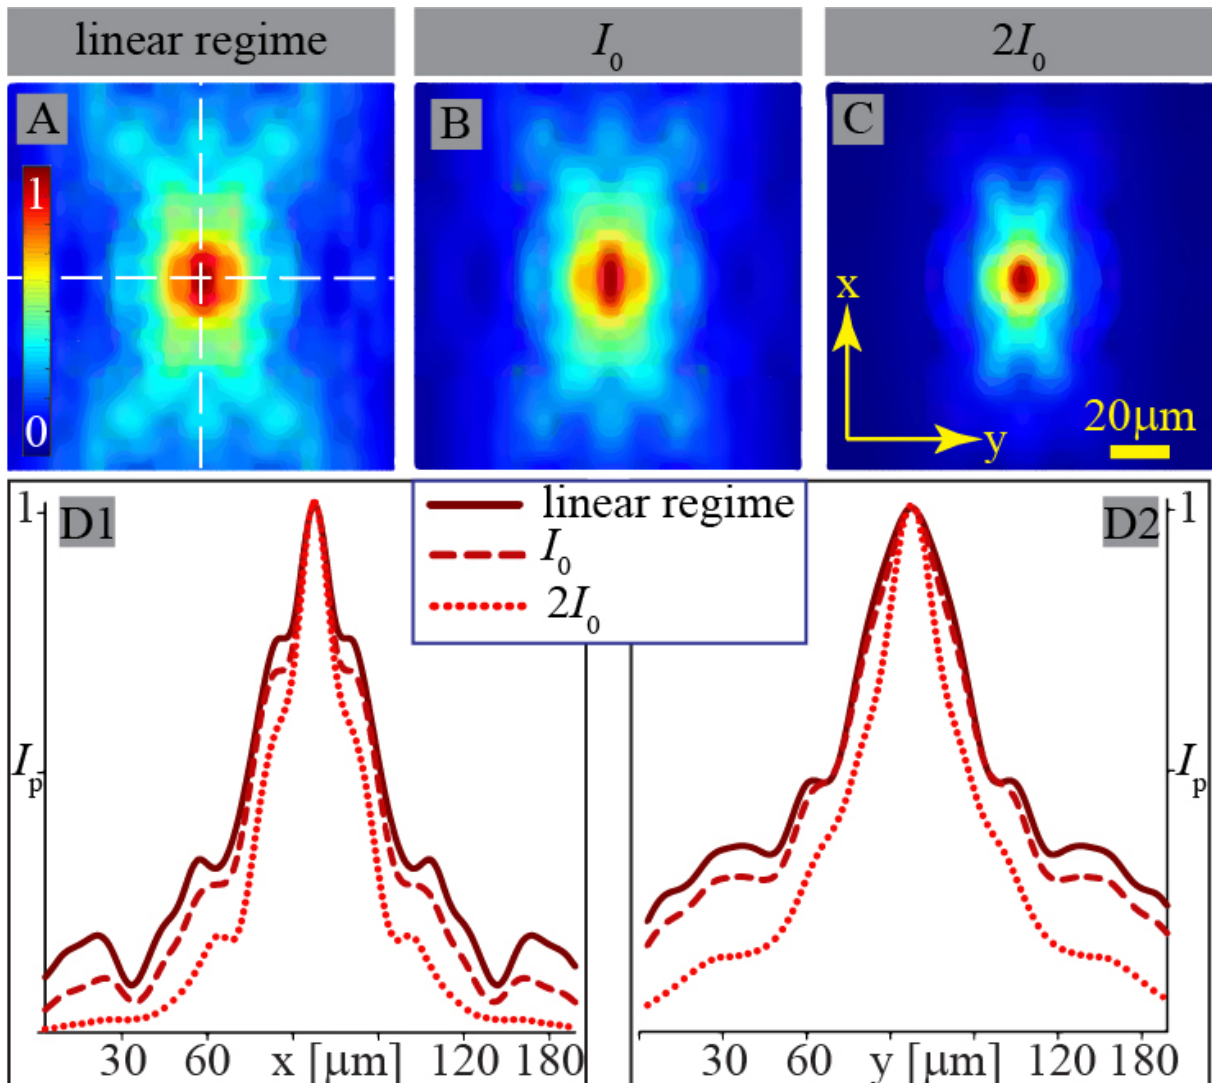 linear regime
I₀
2I₀
A
B
C
1
0
x
y
20μm
D1
D2
linear regime
I₀
2I₀
1
Iₚ
30 60 x [μm] 120 180
1
Iₚ
30 60 y [μm] 120 180